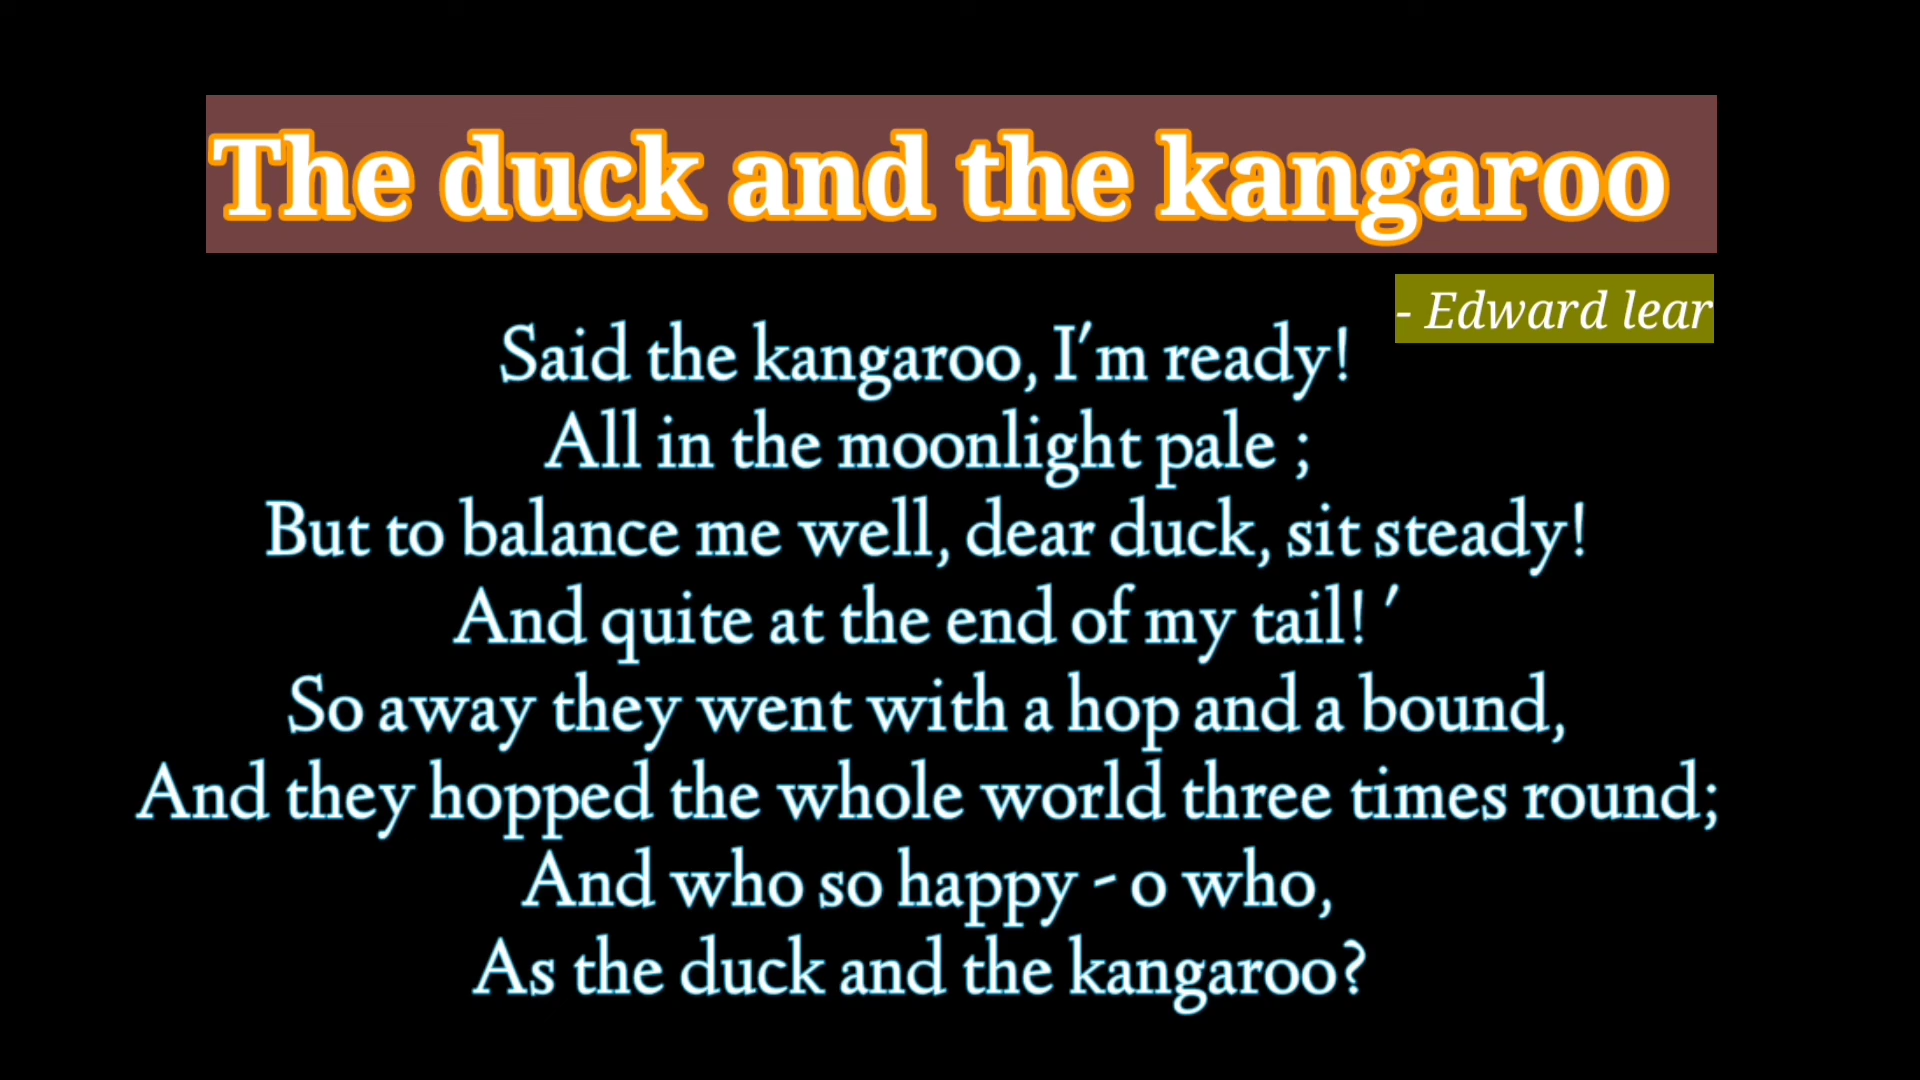 The duck and the kangaroo
- Edward lear
Said the kangaroo, I'm ready!
All in the moonlight pale ;
But to balance me well, dear duck, sit steady!
And quite at the end of my tail! '
So away they went with a hop and a bound,
And they hopped the whole world three times round;
And who so happy - o who,
As the duck and the kangaroo?